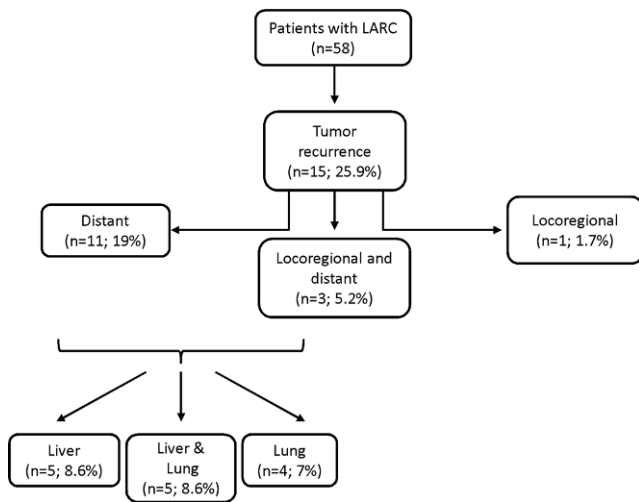 Patients with LARC
(n=58)
Tumor
recurrence
(n=15; 25.9%)
Distant
(n=11; 19%)
Locoregional and
distant
(n=3; 5.2%)
Locoregional
(n=1; 1.7%)
Liver
(n=5; 8.6%)
Liver &
Lung
(n=5; 8.6%)
Lung
(n=4; 7%)